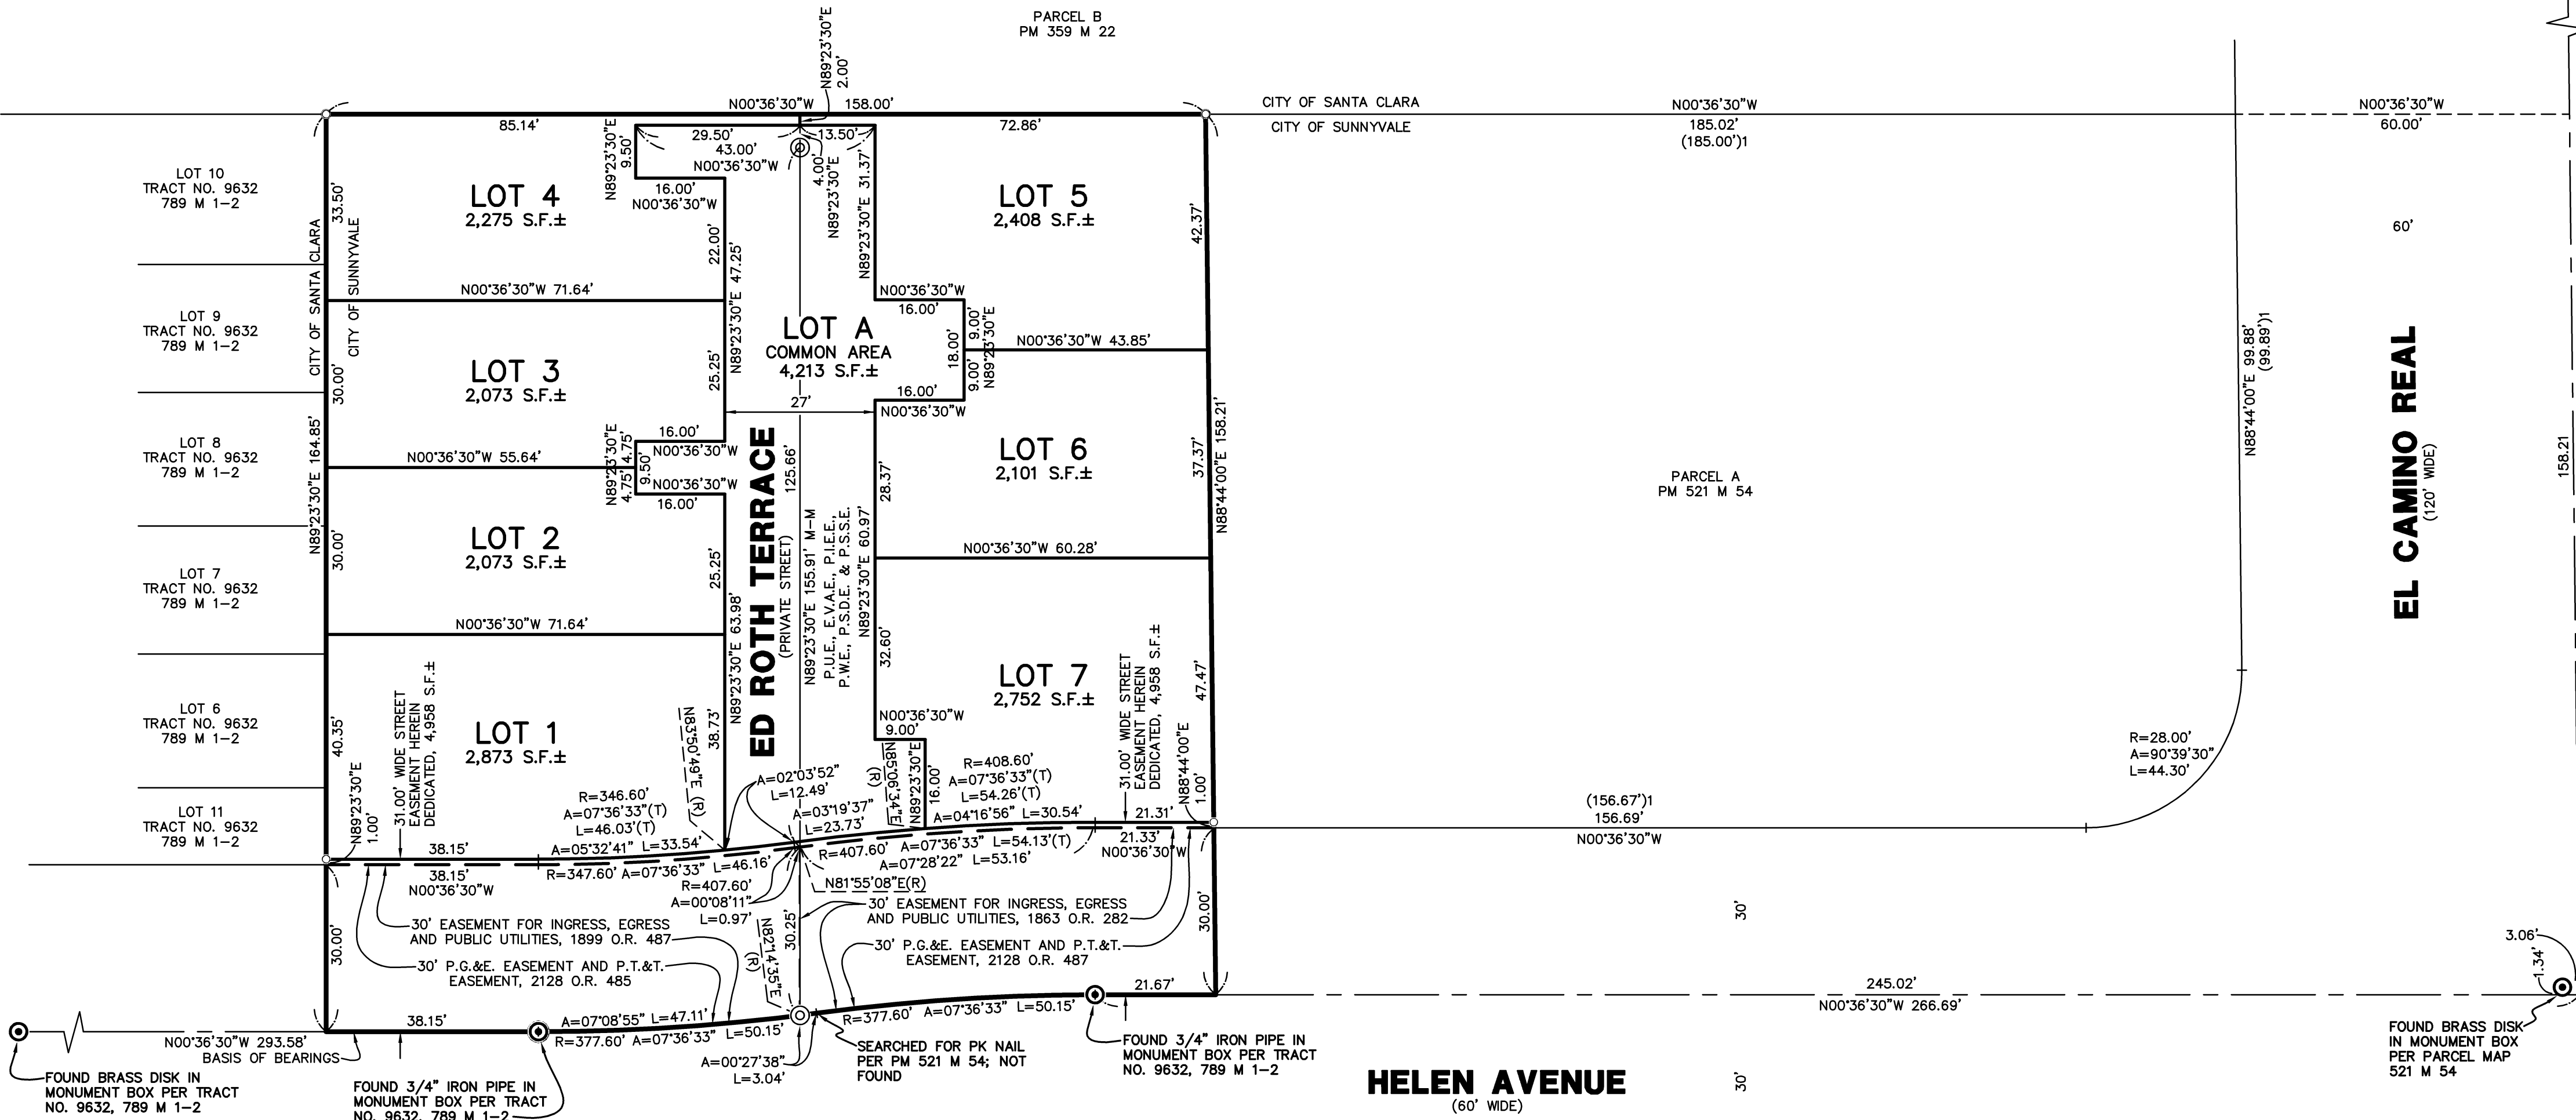 PARCEL B
PM 359 M 22
N89°23'30"E
2.00'
N00°36'30"W 158.00'
85.14'
72.86'
CITY OF SANTA CLARA
CITY OF SUNNYVALE
N00°36'30"W
185.02'
(185.00')1
N00°36'30"W
60.00'
60'
LOT 10
TRACT NO. 9632
789 M 1-2
LOT 9
TRACT NO. 9632
789 M 1-2
LOT 8
TRACT NO. 9632
789 M 1-2
LOT 7
TRACT NO. 9632
789 M 1-2
LOT 6
TRACT NO. 9632
789 M 1-2
LOT 11
TRACT NO. 9632
789 M 1-2
CITY OF SANTA CLARA
CITY OF SUNNYVALE
33.50'
30.00'
N89°23'30"E 164.85'
30.00'
40.35'
N89°23'30"E
1.00'
30.00'
LOT 4
2,275 S.F.±
N89°23'30"E
9.50'
29.50'
13.50'
43.00'
N00°36'30"W
4.00'
N89°23'30"E
16.00'
N00°36'30"W
22.00'
N89°23'30"E 47.25'
N89°23'30"E 31.37'
LOT 5
2,408 S.F.±
42.37'
N00°36'30"W 71.64'
N00°36'30"W
16.00'
9.00'
N89°23'30"E
18.00'
9.00'
N00°36'30"W 43.85'
LOT A
COMMON AREA
4,213 S.F.±
LOT 3
2,073 S.F.±
25.25'
27'
16.00'
N00°36'30"W
N00°36'30"W 55.64'
N89°23'30"E
4.75' 4.75'
9.50'
16.00'
N00°36'30"W
N00°36'30"W
16.00'
ED ROTH TERRACE
(PRIVATE STREET)
125.66'
N89°23'30"E 155.91' M-M
P.U.E., E.V.A.E., P.I.E.E.,
P.W.E., P.S.D.E. & P.S.S.E.
N89°23'30"E 60.97'
28.37'
LOT 6
2,101 S.F.±
37.37'
N88°44'00"E 158.21'
LOT 2
2,073 S.F.±
25.25'
N00°36'30"W 60.28'
N00°36'30"W 71.64'
N89°23'30"E 63.98'
32.60'
LOT 7
2,752 S.F.±
47.47'
LOT 1
2,873 S.F.±
38.73'
31.00' WIDE STREET
EASEMENT HEREIN
DEDICATED, 4,958 S.F.±
31.00' WIDE STREET
EASEMENT HEREIN
DEDICATED, 4,958 S.F.±
N88°44'00"E
1.00'
N83°50'49"E (R)
N00°36'30"W
9.00'
N85°06'34"E
(R)
N89°23'30"E
16.00'
R=346.60'
A=07°36'33"(T)
L=46.03'(T)
A=02°03'52"
L=12.49'
A=03°19'37"
L=23.73'
R=408.60'
A=07°36'33"(T)
L=54.26'(T)
A=04°16'56" L=30.54'
21.31'
38.15'
A=05°32'41" L=33.54'
38.15'
N00°36'30"W
R=347.60' A=07°36'33" L=46.16'
R=407.60' A=07°36'33" L=54.13'(T)
A=07°28'22" L=53.16'
21.33'
N00°36'30"W
R=407.60'
A=00°08'11"
L=0.97'
N81°55'08"E(R)
30' EASEMENT FOR INGRESS, EGRESS
AND PUBLIC UTILITIES, 1899 O.R. 487
30' P.G.&E. EASEMENT AND P.T.&T.
EASEMENT, 2128 O.R. 485
N82°14'35"E
(R)
30.25'
30' EASEMENT FOR INGRESS, EGRESS
AND PUBLIC UTILITIES, 1863 O.R. 282
30' P.G.&E. EASEMENT AND P.T.&T.
EASEMENT, 2128 O.R. 487
30.00'
38.15'
A=07°08'55" L=47.11'
R=377.60' A=07°36'33" L=50.15'
A=00°27'38"
L=3.04'
R=377.60' A=07°36'33" L=50.15'
21.67'
N00°36'30"W 293.58'
BASIS OF BEARINGS
FOUND BRASS DISK IN
MONUMENT BOX PER TRACT
NO. 9632, 789 M 1-2
FOUND 3/4" IRON PIPE IN
MONUMENT BOX PER TRACT
NO. 9632, 789 M 1-2
SEARCHED FOR PK NAIL
PER PM 521 M 54; NOT
FOUND
FOUND 3/4" IRON PIPE IN
MONUMENT BOX PER TRACT
NO. 9632, 789 M 1-2
PARCEL A
PM 521 M 54
N88°44'00"E 99.88'
(99.89')1
EL CAMINO REAL
(120' WIDE)
158.21
R=28.00'
A=90°39'30"
L=44.30'
(156.67')1
156.69'
N00°36'30"W
30'
245.02'
N00°36'30"W 266.69'
3.06'
1.34'
HELEN AVENUE
(60' WIDE)
30'
FOUND BRASS DISK
IN MONUMENT BOX
PER PARCEL MAP
521 M 54